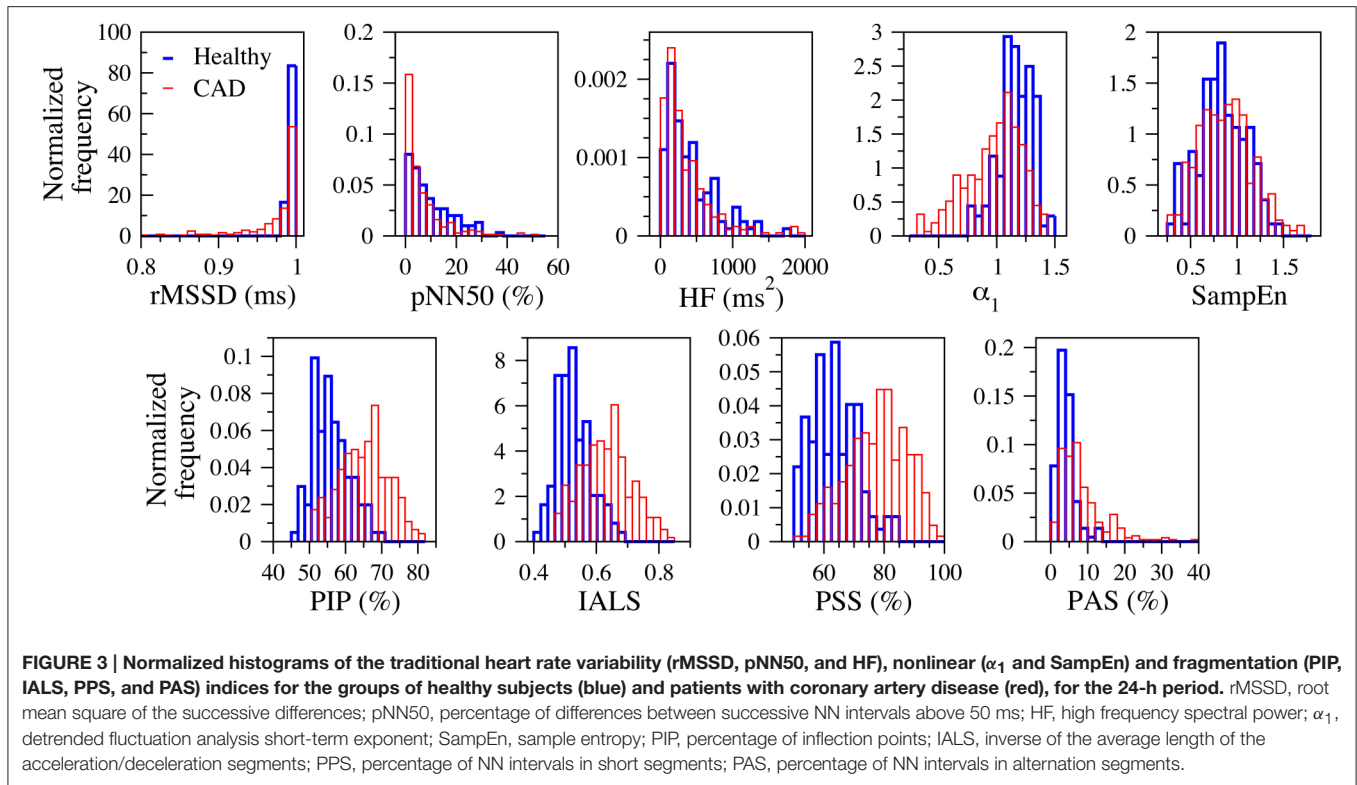 100
80
60
40
20
0
Normalized
frequency
Healthy
CAD
0.8 0.9 1
rMSSD (ms)
0.2
0.15
0.1
0.05
0
0 20 40 60
pNN50 (%)
0.002
0.001
0
0 1000 2000
HF (ms²)
3
2.5
2
1.5
1
0.5
0
0.5 1 1.5
α₁
2
1.5
1
0.5
0
0.5 1 1.5
SampEn
0.1
0.08
0.06
0.04
0.02
0
Normalized
frequency
40 50 60 70 80
PIP (%)
8
6
4
2
0
0.4 0.6 0.8
IALS
0.06
0.05
0.04
0.03
0.02
0.01
0
60 80 100
PSS (%)
0.2
0.15
0.1
0.05
0
0 10 20 30 40
PAS (%)
FIGURE 3 | Normalized histograms of the traditional heart rate variability (rMSSD, pNN50, and HF), nonlinear (α₁ and SampEn) and fragmentation (PIP,
IALS, PPS, and PAS) indices for the groups of healthy subjects (blue) and patients with coronary artery disease (red), for the 24-h period. rMSSD, root
mean square of the successive differences; pNN50, percentage of differences between successive NN intervals above 50 ms; HF, high frequency spectral power; α₁,
detrended fluctuation analysis short-term exponent; SampEn, sample entropy; PIP, percentage of inflection points; IALS, inverse of the average length of the
acceleration/deceleration segments; PPS, percentage of NN intervals in short segments; PAS, percentage of NN intervals in alternation segments.